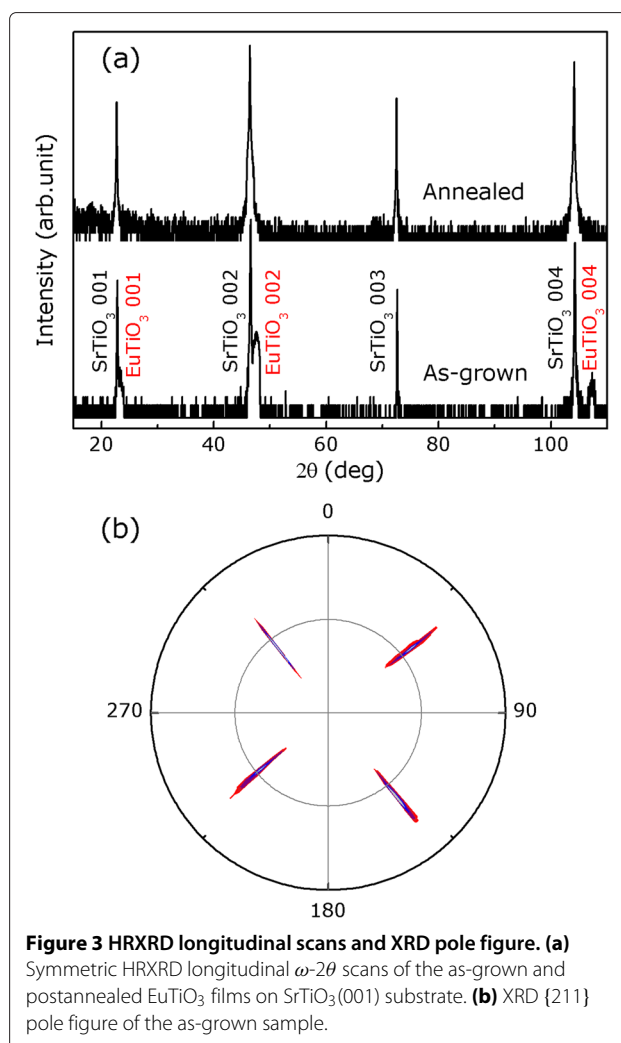 (a)
Intensity (arb.unit)
Annealed
SrTiO₃ 001
EuTiO₃ 001
SrTiO₃ 002
EuTiO₃ 002
SrTiO₃ 003
SrTiO₃ 004
EuTiO₃ 004
As-grown
20 40 60 80 100
2θ (deg)
(b)
0
270
90
180
Figure 3 HRXRD longitudinal scans and XRD pole figure. (a)
Symmetric HRXRD longitudinal ω-2θ scans of the as-grown and
postannealed EuTiO₃ films on SrTiO₃(001) substrate. (b) XRD {211}
pole figure of the as-grown sample.